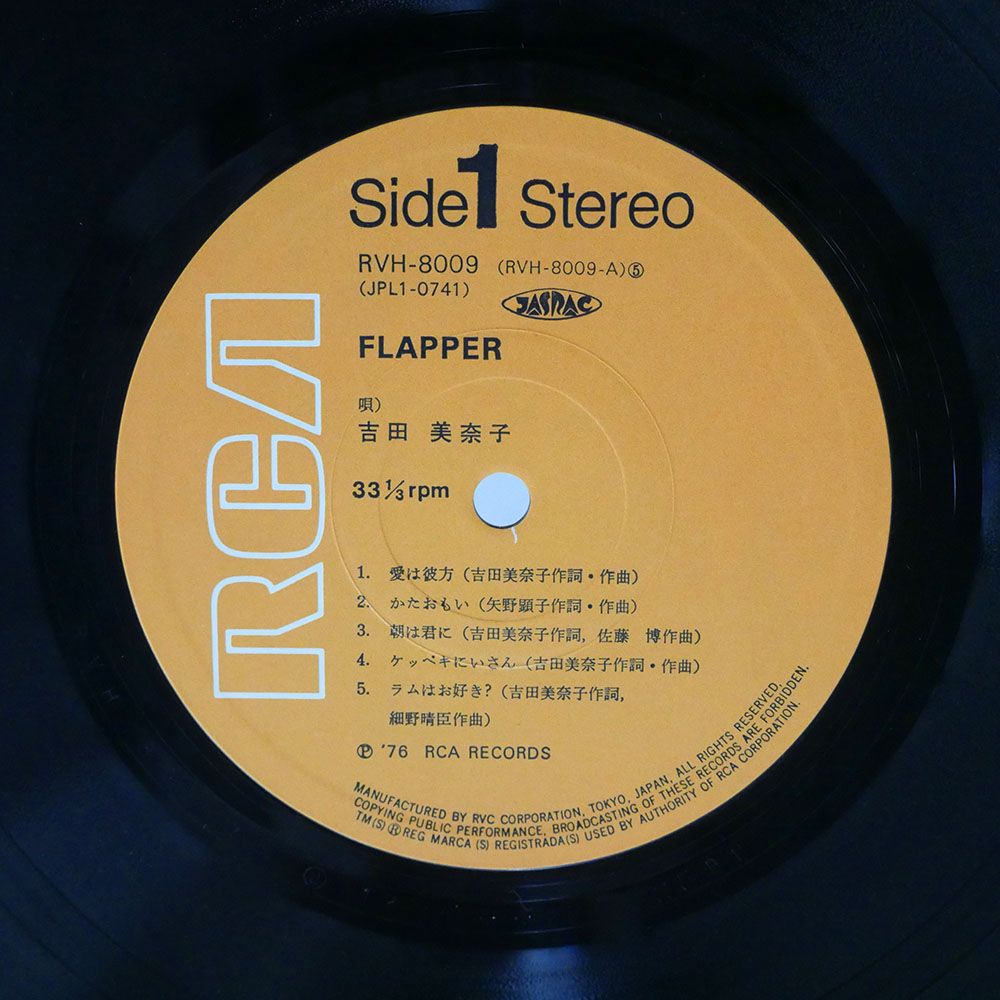 Side 1 Stereo
RVH-8009 (RVH-8009-A)⑤
(JPL1-0741)
JASRAC
FLAPPER
唄)
吉田 美奈子
33⅓rpm
1. 愛は彼方(吉田美奈子作詞・作曲)
2. かたおもい(矢野顕子作詞・作曲)
3. 朝は君に(吉田美奈子作詞, 佐藤 博作曲)
4. ケッペキにいさん(吉田美奈子作詞・作曲)
5. ラムはお好き?(吉田美奈子作詞,
細野晴臣作曲)
℗ '76 RCA RECORDS
MANUFACTURED BY RVC CORPORATION, TOKYO, JAPAN, ALL RIGHTS RESERVED.
COPYING PUBLIC PERFORMANCE, BROADCASTING OF THESE RECORDS ARE FORBIDDEN.
TM(S)®REG MARCA (S) REGISTRADA(S) USED BY AUTHORITY OF RCA CORPORATION.
RCA